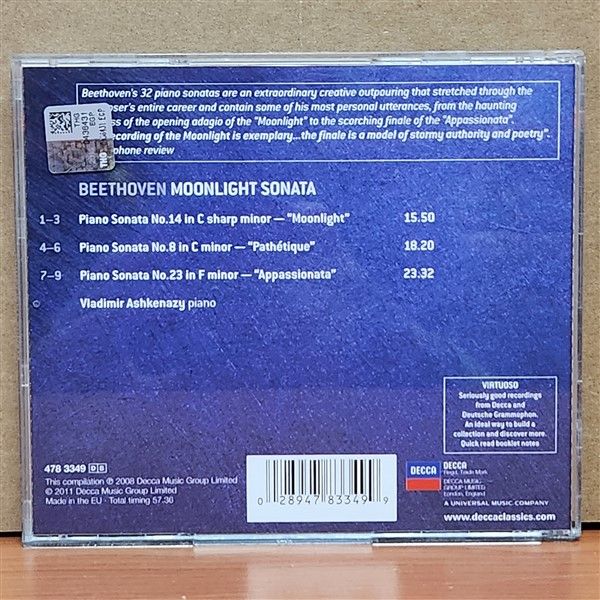 Beethoven's 32 piano sonatas are an extraordinary creative outpouring that stretched through the
poser's entire career and contain some of his most personal utterances, from the haunting
ss of the opening adagio of the "Moonlight" to the scorching finale of the "Appassionata".
recording of the Moonlight is exemplary...the finale is a model of stormy authority and poetry".
phone review
BEETHOVEN MOONLIGHT SONATA
1–3 Piano Sonata No.14 in C sharp minor — "Moonlight" 15.50
4–6 Piano Sonata No.8 in C minor — "Pathétique" 18.20
7–9 Piano Sonata No.23 in F minor — "Appassionata" 23.32
Vladimir Ashkenazy piano
VIRTUOSO
Seriously good recordings
from Decca and
Deutsche Grammophon.
An ideal way to build a
collection and discover more.
Quick read booklet notes
478 3349 DB
This compilation ℗ 2008 Decca Music Group Limited
© 2011 Decca Music Group Limited
Made in the EU · Total timing 57.36
0 28947 83349 9
DECCA
DECCA
Regd. Trade Mark
DECCA MUSIC
GROUP LIMITED
London, England
A UNIVERSAL MUSIC COMPANY
www.deccaclassics.com